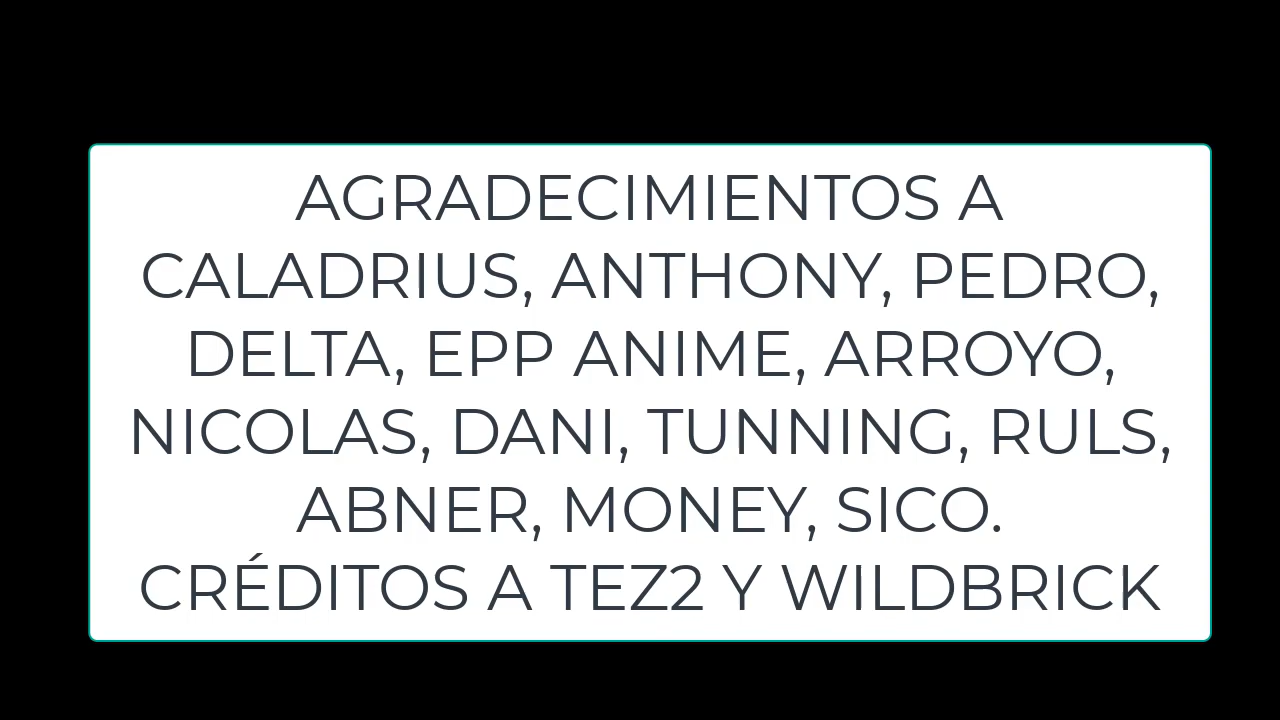 AGRADECIMIENTOS A
CALADRIUS, ANTHONY, PEDRO,
DELTA, EPP ANIME, ARROYO,
NICOLAS, DANI, TUNNING, RULS,
ABNER, MONEY, SICO.
CRÉDITOS A TEZ2 Y WILDBRICK